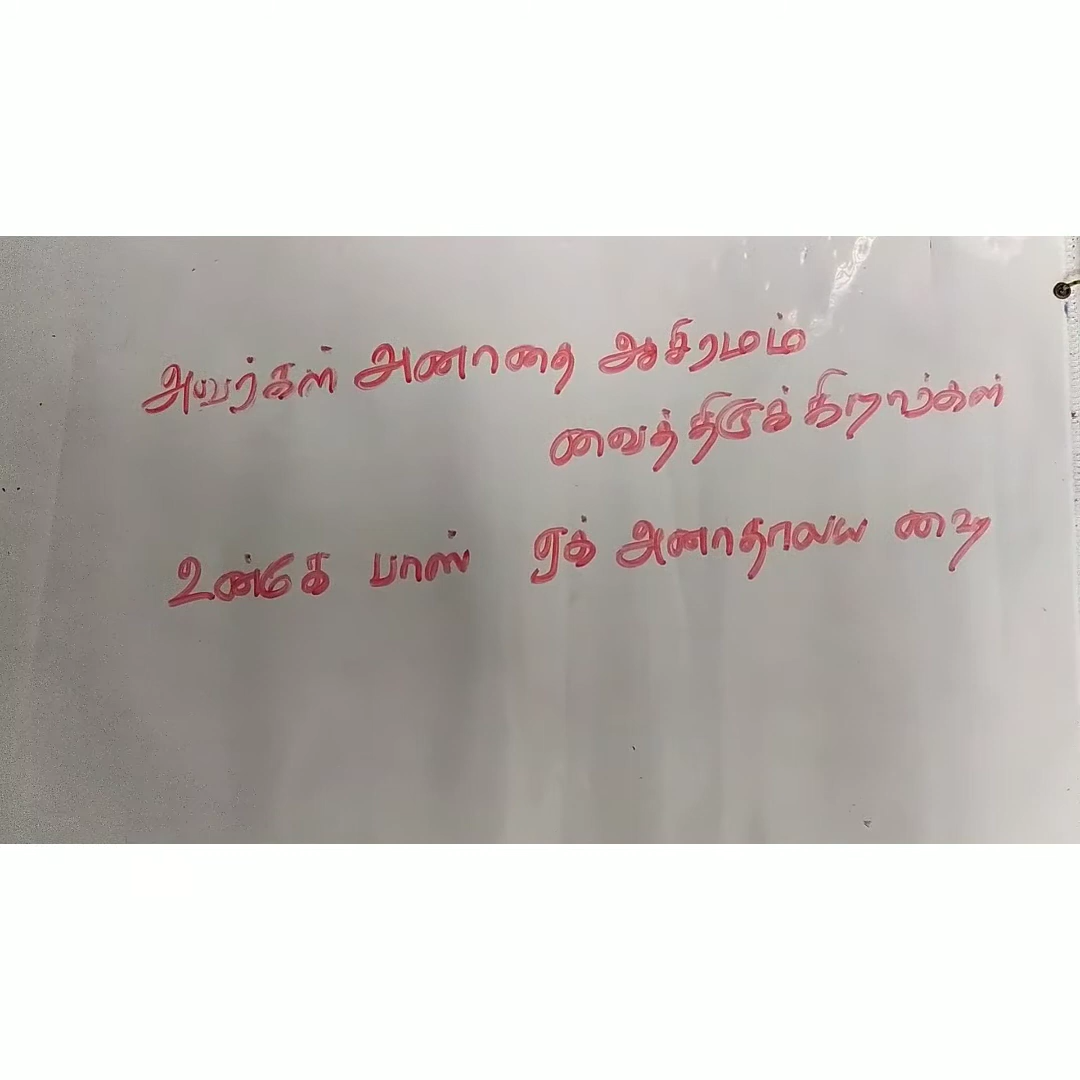 அவர்கள் அனாதை ஆசிரமம்
வைத்திருக்கிறார்கள்
உன்கே பாஸ் ஏக் அனாதாலய ஹை